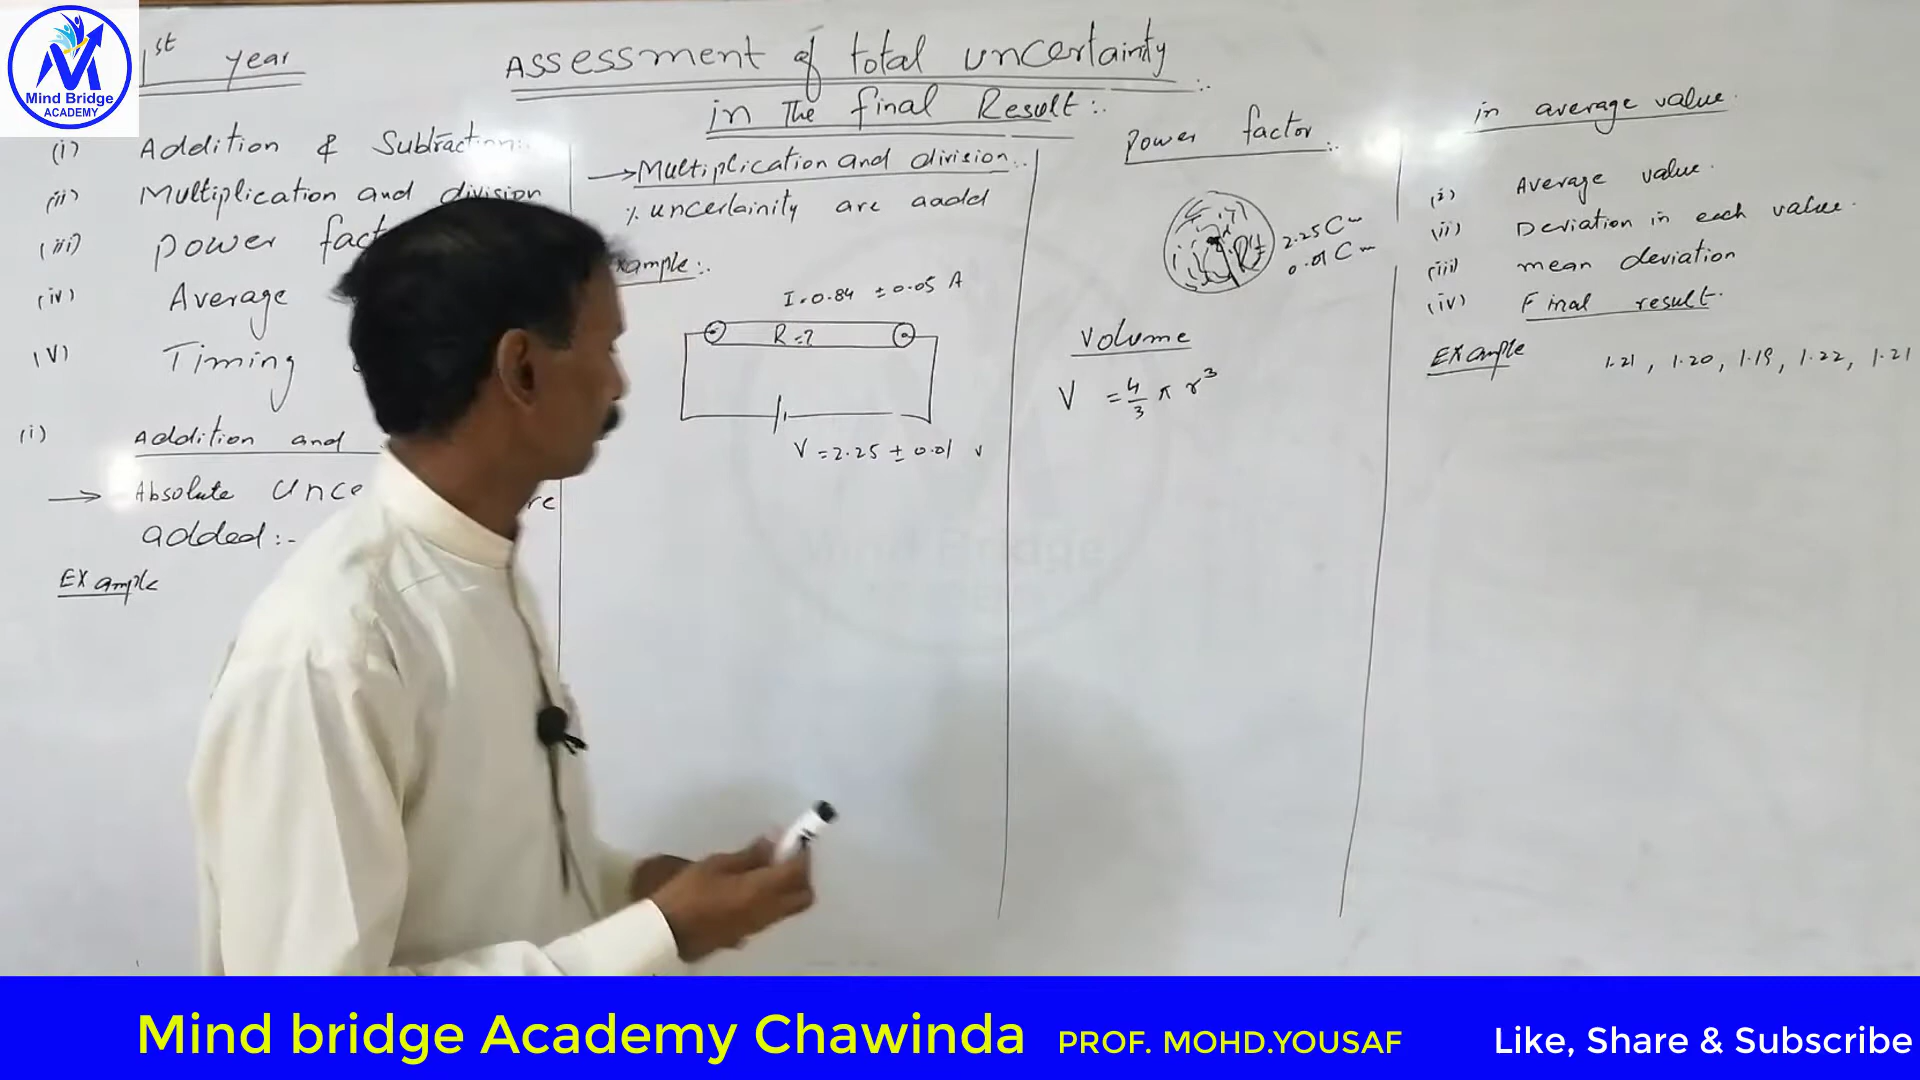 Mind Bridge
ACADEMY
1st year
Assessment of total uncertainty
in The final Result:.
(i) Addition & Subtraction:.
(ii) Multiplication and division
(iii) power
(iv) Average
(V) Timing
(i) Addition and
→ Absolute
added:-
Example
→ Multiplication and division:.
% uncertainity are aadd
I = 0.84 ± 0.05 A
R = ?
V = 2.25 ± 0.01 v
Power factor:.
2.25 Cm
0.01 Cm
Volume
V = 4/3 π r³
in average value.
(i) Average value.
(ii) Deviation in each value.
(iii) mean deviation
(iv) Final result.
Example 1.21, 1.20, 1.19, 1.22, 1.21
Mind Bridge
Mind bridge Academy Chawinda PROF. MOHD.YOUSAF Like, Share & Subscribe